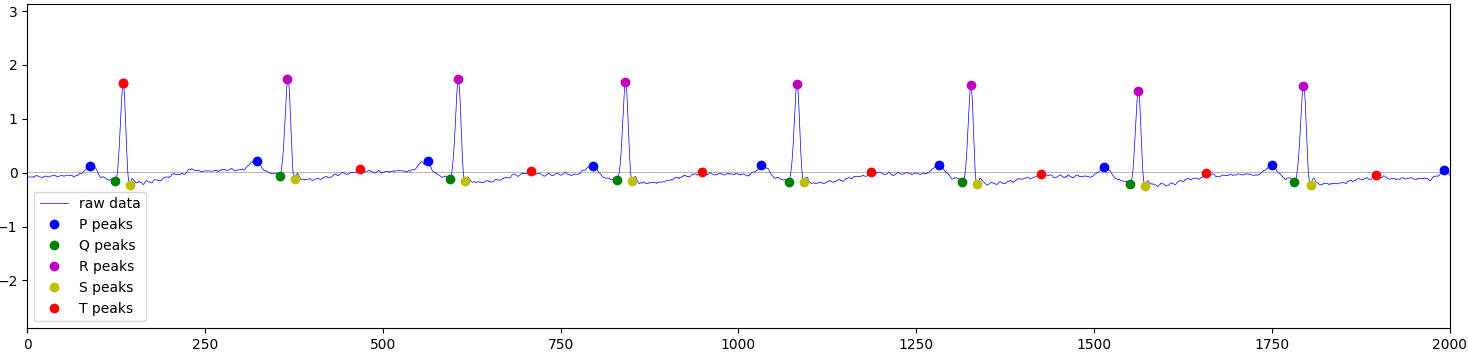 3
2
1
0
−1
−2
raw data
P peaks
Q peaks
R peaks
S peaks
T peaks
0 250 500 750 1000 1250 1500 1750 2000